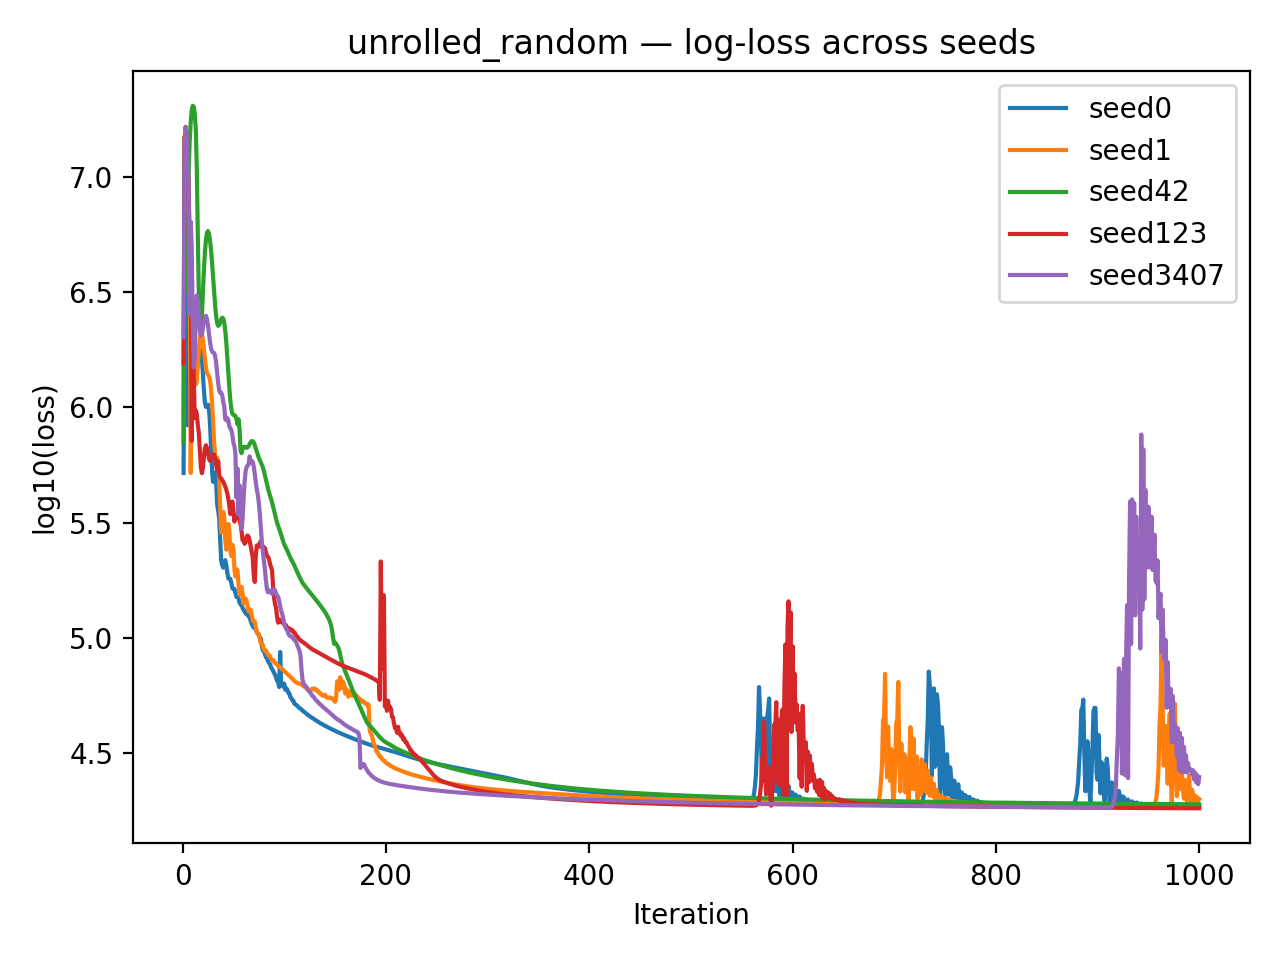 unrolled_random — log-loss across seeds
log10(loss)
7.0
6.5
6.0
5.5
5.0
4.5
seed0
seed1
seed42
seed123
seed3407
0
200
400
600
800
1000
Iteration